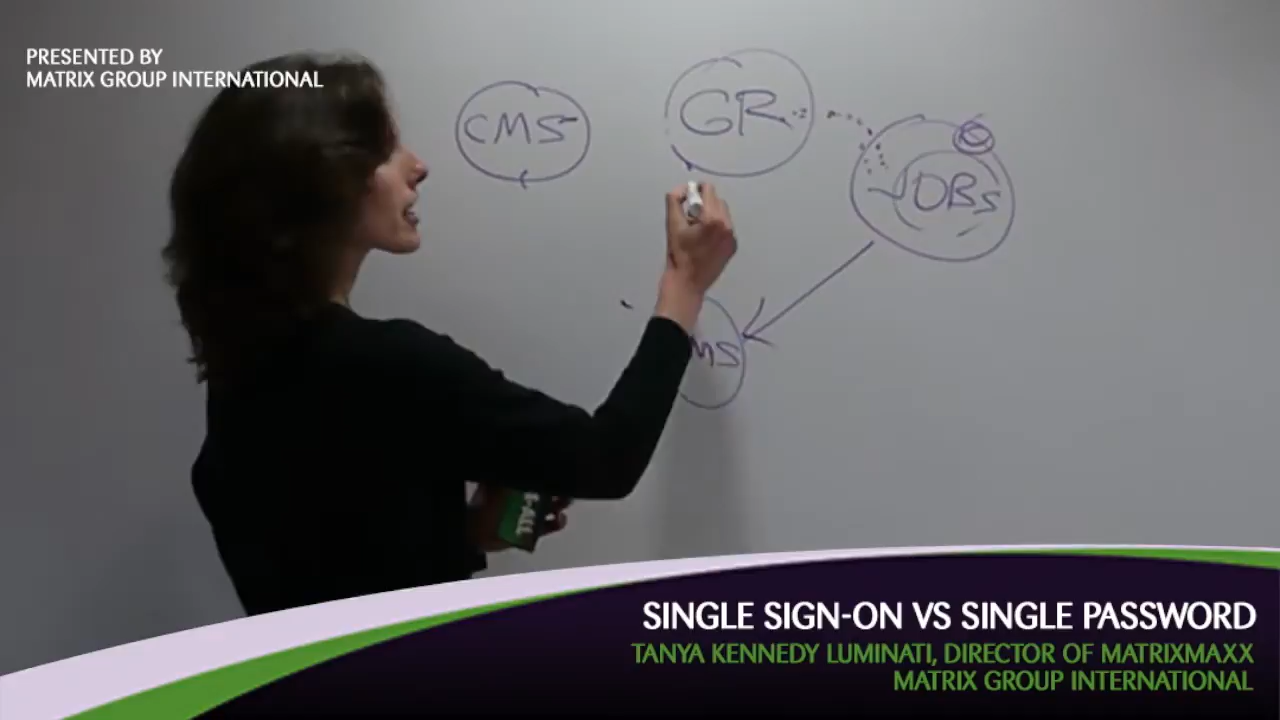 PRESENTED BY
MATRIX GROUP INTERNATIONAL
CMS
GR
JOBS
MS
SINGLE SIGN-ON VS SINGLE PASSWORD
TANYA KENNEDY LUMINATI, DIRECTOR OF MATRIXMAXX
MATRIX GROUP INTERNATIONAL